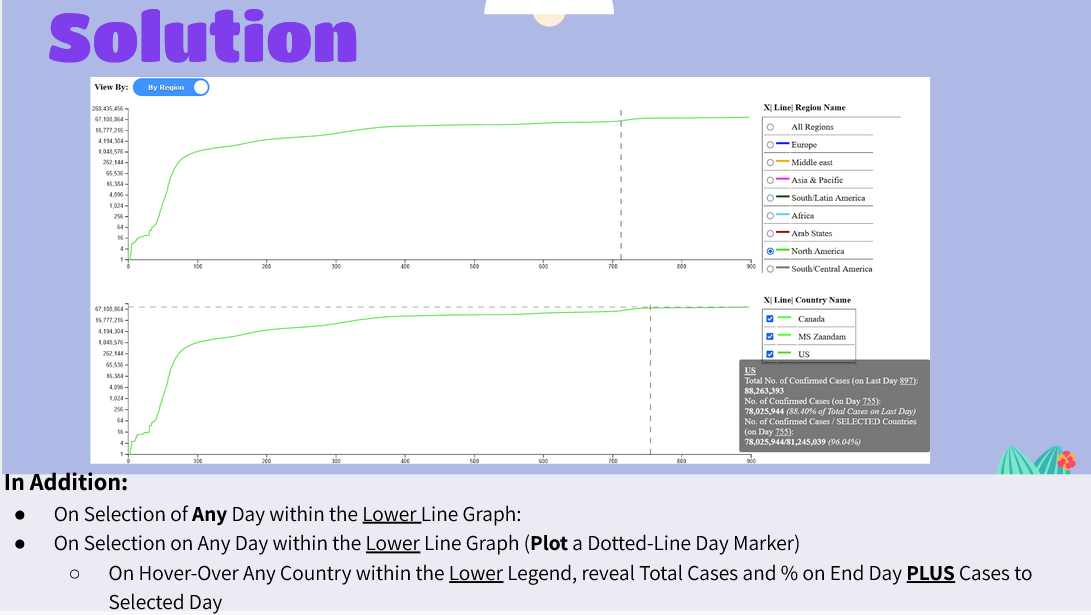 Solution
View By: By Region
268,435,456
67,108,864
16,777,216
4,194,304
1,048,576
262,144
65,536
16,384
4,096
1,024
256
64
16
4
1
0 100 200 300 400 500 600 700 800 900
X| Line| Region Name
All Regions
Europe
Middle east
Asia & Pacific
South/Latin America
Africa
Arab States
North America
South/Central America
67,108,864
16,777,216
4,194,304
1,048,576
262,144
65,536
16,384
4,096
1,024
256
64
16
4
1
0 100 200 300 400 500 600 700 800 900
X| Line| Country Name
Canada
MS Zaandam
US
US
Total No. of Confirmed Cases (on Last Day 897):
88,263,393
No. of Confirmed Cases (on Day 755):
78,025,944 (88.40% of Total Cases on Last Day)
No. of Confirmed Cases / SELECTED Countries
(on Day 755):
78,025,944/81,245,039 (96.04%)
In Addition:
● On Selection of Any Day within the Lower Line Graph:
● On Selection on Any Day within the Lower Line Graph (Plot a Dotted-Line Day Marker)
○ On Hover-Over Any Country within the Lower Legend, reveal Total Cases and % on End Day PLUS Cases to
Selected Day